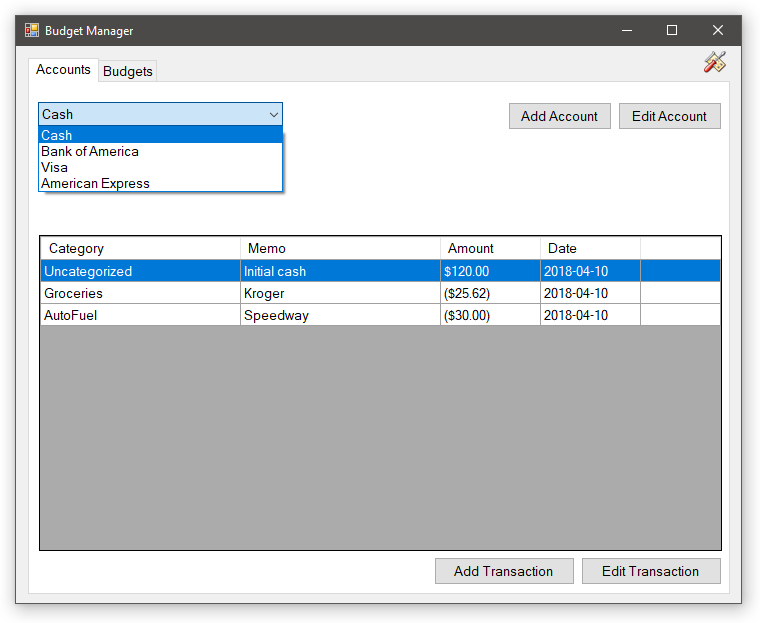 Budget Manager
Accounts Budgets
Cash Add Account Edit Account
Cash
Bank of America
Visa
American Express
Category Memo Amount Date
Uncategorized Initial cash $120.00 2018-04-10
Groceries Kroger ($25.62) 2018-04-10
AutoFuel Speedway ($30.00) 2018-04-10
Add Transaction Edit Transaction